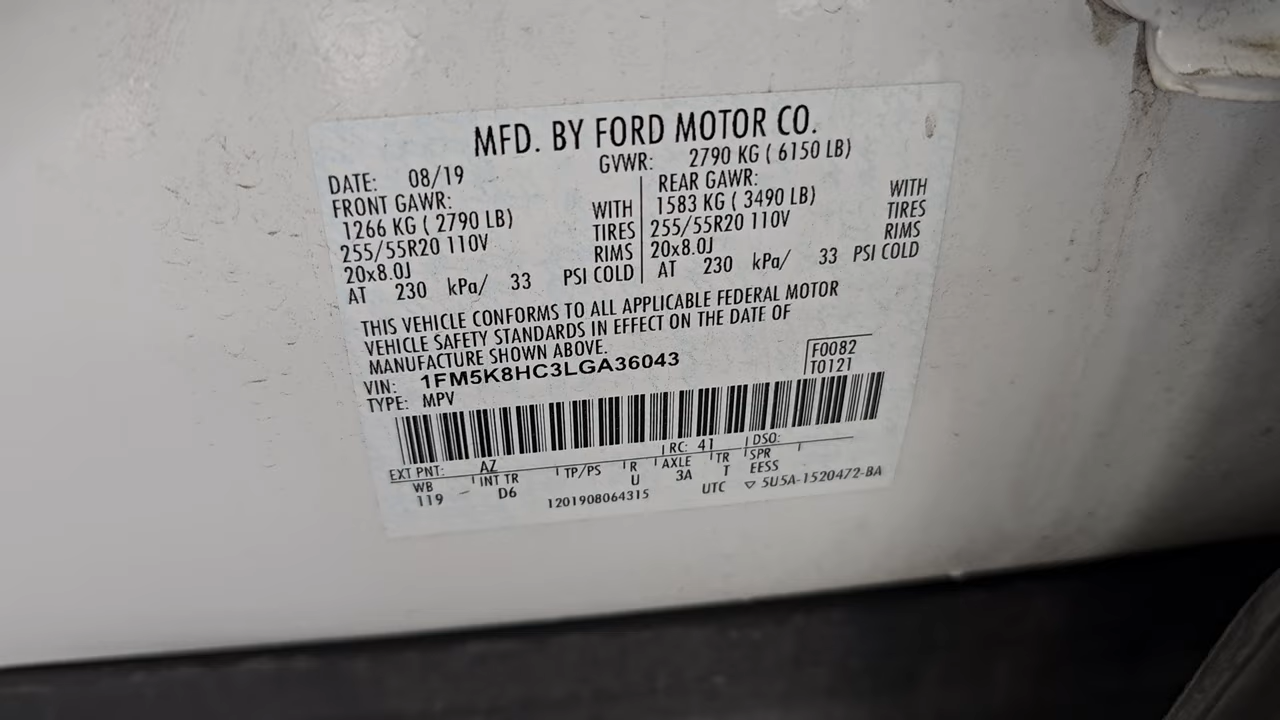 MFD. BY FORD MOTOR CO.
DATE: 08/19 GVWR: 2790 KG ( 6150 LB)
FRONT GAWR: REAR GAWR:
1266 KG ( 2790 LB) WITH 1583 KG ( 3490 LB) WITH
255/55R20 110V TIRES 255/55R20 110V TIRES
20x8.0J RIMS 20x8.0J RIMS
AT 230 kPa/ 33 PSI COLD AT 230 kPa/ 33 PSI COLD
THIS VEHICLE CONFORMS TO ALL APPLICABLE FEDERAL MOTOR
VEHICLE SAFETY STANDARDS IN EFFECT ON THE DATE OF
MANUFACTURE SHOWN ABOVE.
VIN: 1FM5K8HC3LGA36043 F0082
TYPE: MPV T0121
EXT PNT: AZ RC: 41 DSO:
WB INT TR TP/PS R AXLE TR SPR
119 D6 U 3A T EESS
1201908064315 UTC ▽ 5U5A-1520472-BA